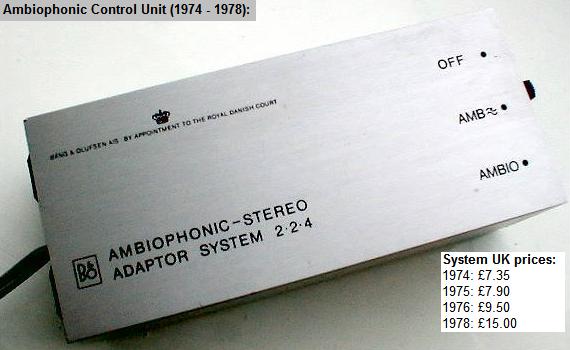 Ambiophonic Control Unit (1974 - 1978):
OFF
AMB≈
AMBIO
BANG & OLUFSEN A/S · BY APPOINTMENT TO THE ROYAL DANISH COURT
B&O
AMBIOPHONIC-STEREO
ADAPTOR SYSTEM 2·2·4
System UK prices:
1974: £7.35
1975: £7.90
1976: £9.50
1978: £15.00